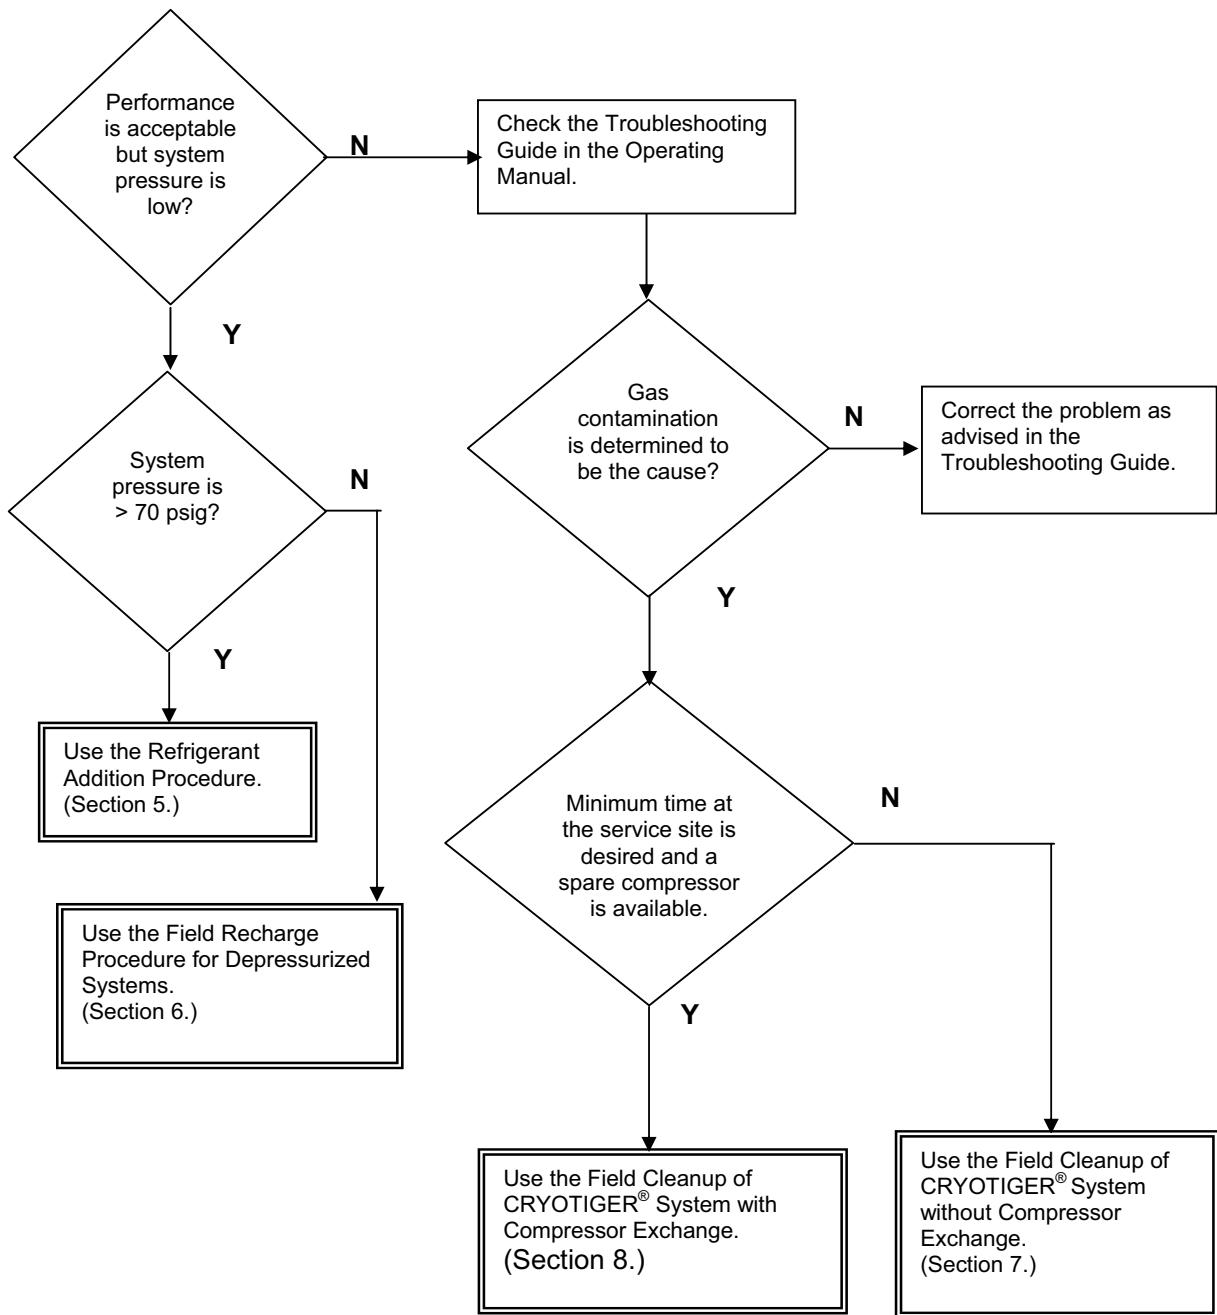 Performance
is acceptable
but system
pressure is
low?
N
Check the Troubleshooting
Guide in the Operating
Manual.
Y
Gas
contamination
is determined to
be the cause?
N
Correct the problem as
advised in the
Troubleshooting Guide.
System
pressure is
> 70 psig?
N
Y
Y
Use the Refrigerant
Addition Procedure.
(Section 5.)
Minimum time at
the service site is
desired and a
spare compressor
is available.
N
Use the Field Recharge
Procedure for Depressurized
Systems.
(Section 6.)
Y
Use the Field Cleanup of
CRYOTIGER® System with
Compressor Exchange.
(Section 8.)
Use the Field Cleanup of
CRYOTIGER® System
without Compressor
Exchange.
(Section 7.)